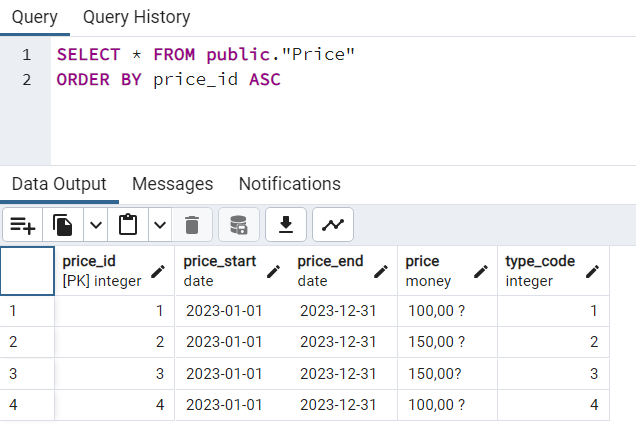 Query Query History
1 SELECT * FROM public."Price"
2 ORDER BY price_id ASC
Data Output Messages Notifications
price_id price_start price_end price type_code
[PK] integer date date money integer
1 1 2023-01-01 2023-12-31 100,00 ? 1
2 2 2023-01-01 2023-12-31 150,00 ? 2
3 3 2023-01-01 2023-12-31 150,00? 3
4 4 2023-01-01 2023-12-31 100,00 ? 4